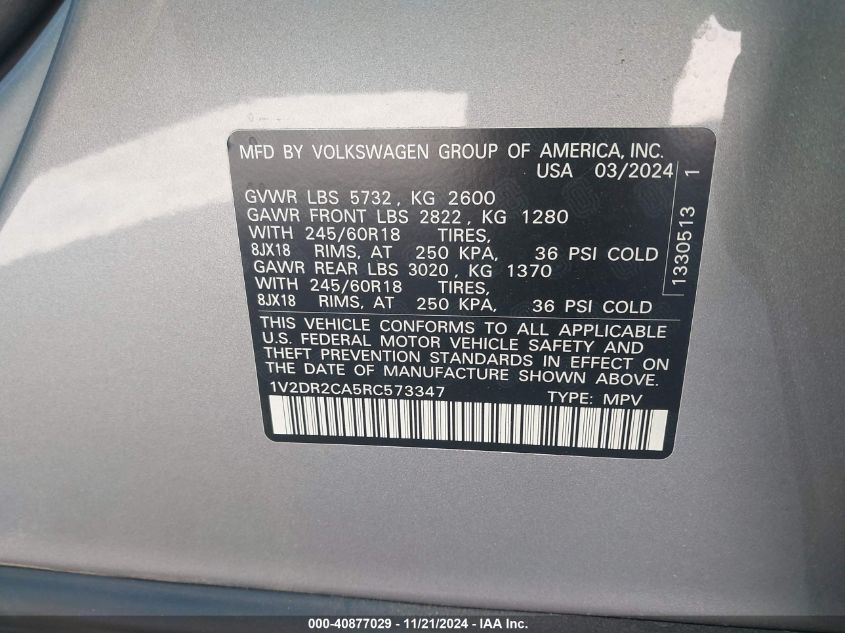 MFD BY VOLKSWAGEN GROUP OF AMERICA, INC.
USA 03/2024
GVWR LBS 5732, KG 2600
GAWR FRONT LBS 2822, KG 1280
WITH 245/60R18 TIRES,
8JX18 RIMS, AT 250 KPA, 36 PSI COLD
GAWR REAR LBS 3020, KG 1370
WITH 245/60R18 TIRES,
8JX18 RIMS, AT 250 KPA, 36 PSI COLD
THIS VEHICLE CONFORMS TO ALL APPLICABLE
U.S. FEDERAL MOTOR VEHICLE SAFETY AND
THEFT PREVENTION STANDARDS IN EFFECT ON
THE DATE OF MANUFACTURE SHOWN ABOVE.
1V2DR2CA5RC573347 TYPE: MPV
1330513 1
000-40877029 - 11/21/2024 - IAAI.com